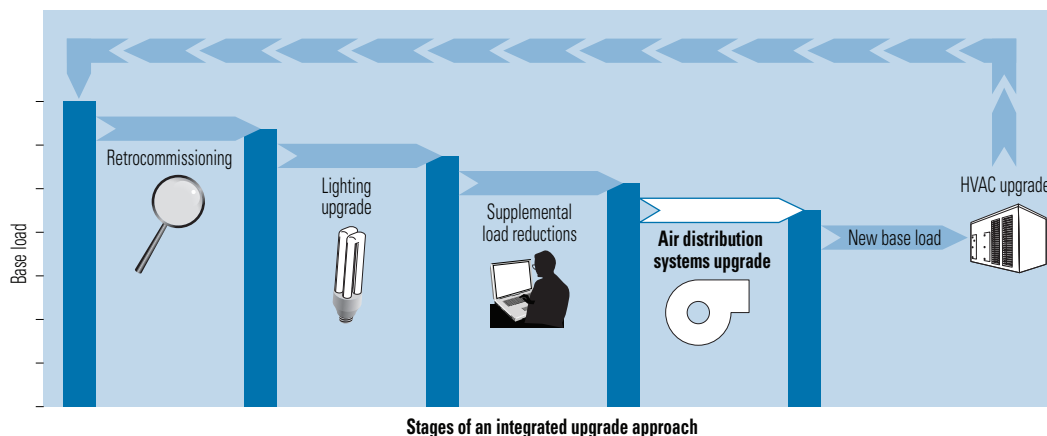 Base load
Retrocommissioning
Lighting
upgrade
Supplemental
load reductions
Air distribution
systems upgrade
New base load
HVAC upgrade
Stages of an integrated upgrade approach